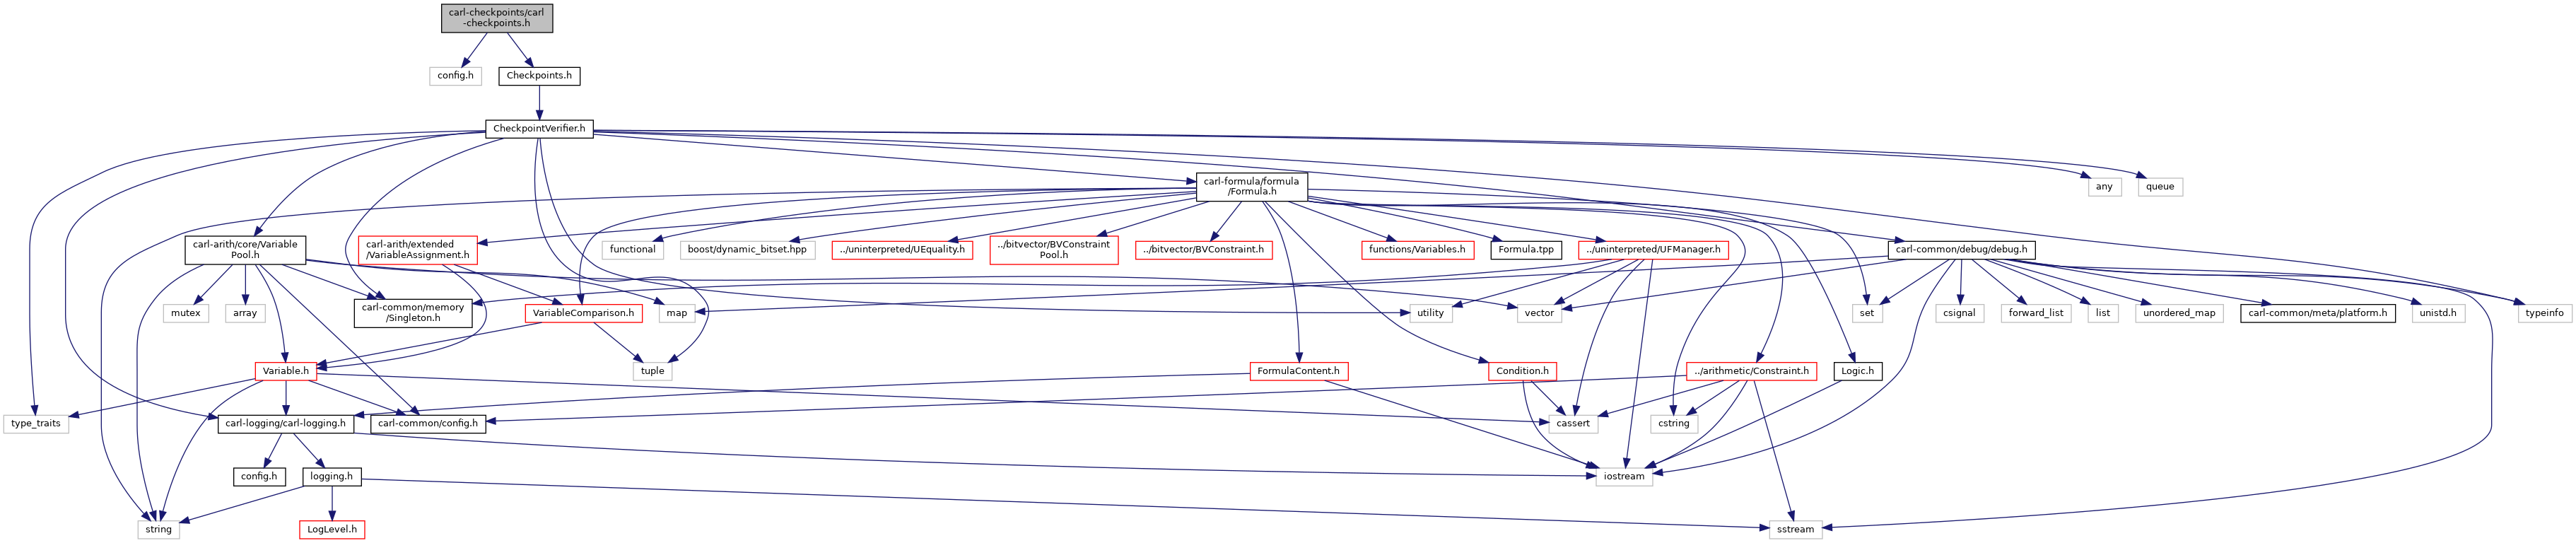 carl-checkpoints/carl
-checkpoints.h
config.h
Checkpoints.h
CheckpointVerifier.h
carl-formula/formula
/Formula.h
any
queue
carl-arith/core/Variable
Pool.h
carl-arith/extended
/VariableAssignment.h
functional
boost/dynamic_bitset.hpp
../uninterpreted/UEquality.h
../bitvector/BVConstraint
Pool.h
../bitvector/BVConstraint.h
functions/Variables.h
Formula.tpp
../uninterpreted/UFManager.h
carl-common/debug/debug.h
mutex
array
carl-common/memory
/Singleton.h
VariableComparison.h
map
utility
vector
set
csignal
forward_list
list
unordered_map
carl-common/meta/platform.h
unistd.h
typeinfo
Variable.h
tuple
FormulaContent.h
Condition.h
../arithmetic/Constraint.h
Logic.h
type_traits
carl-logging/carl-logging.h
carl-common/config.h
cassert
cstring
config.h
logging.h
iostream
string
LogLevel.h
sstream